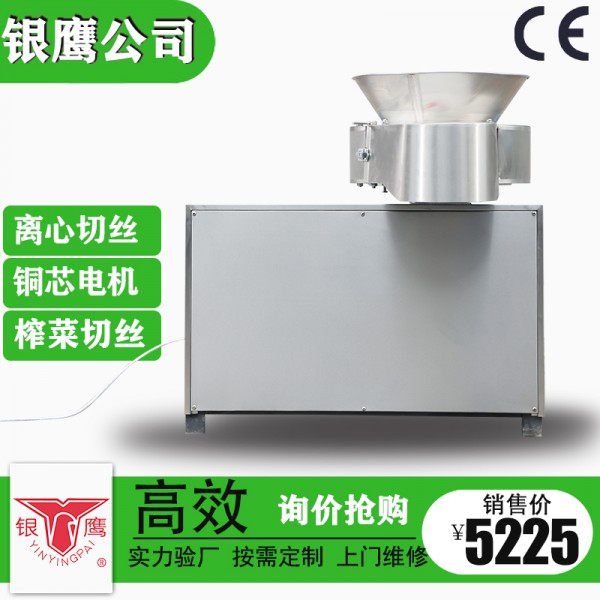 银鹰公司
CE
离心切丝
铜芯电机
榨菜切丝
银鹰
YINYINGPAI
高效 询价抢购
实力验厂 按需定制 上门维修
销售价
¥5225